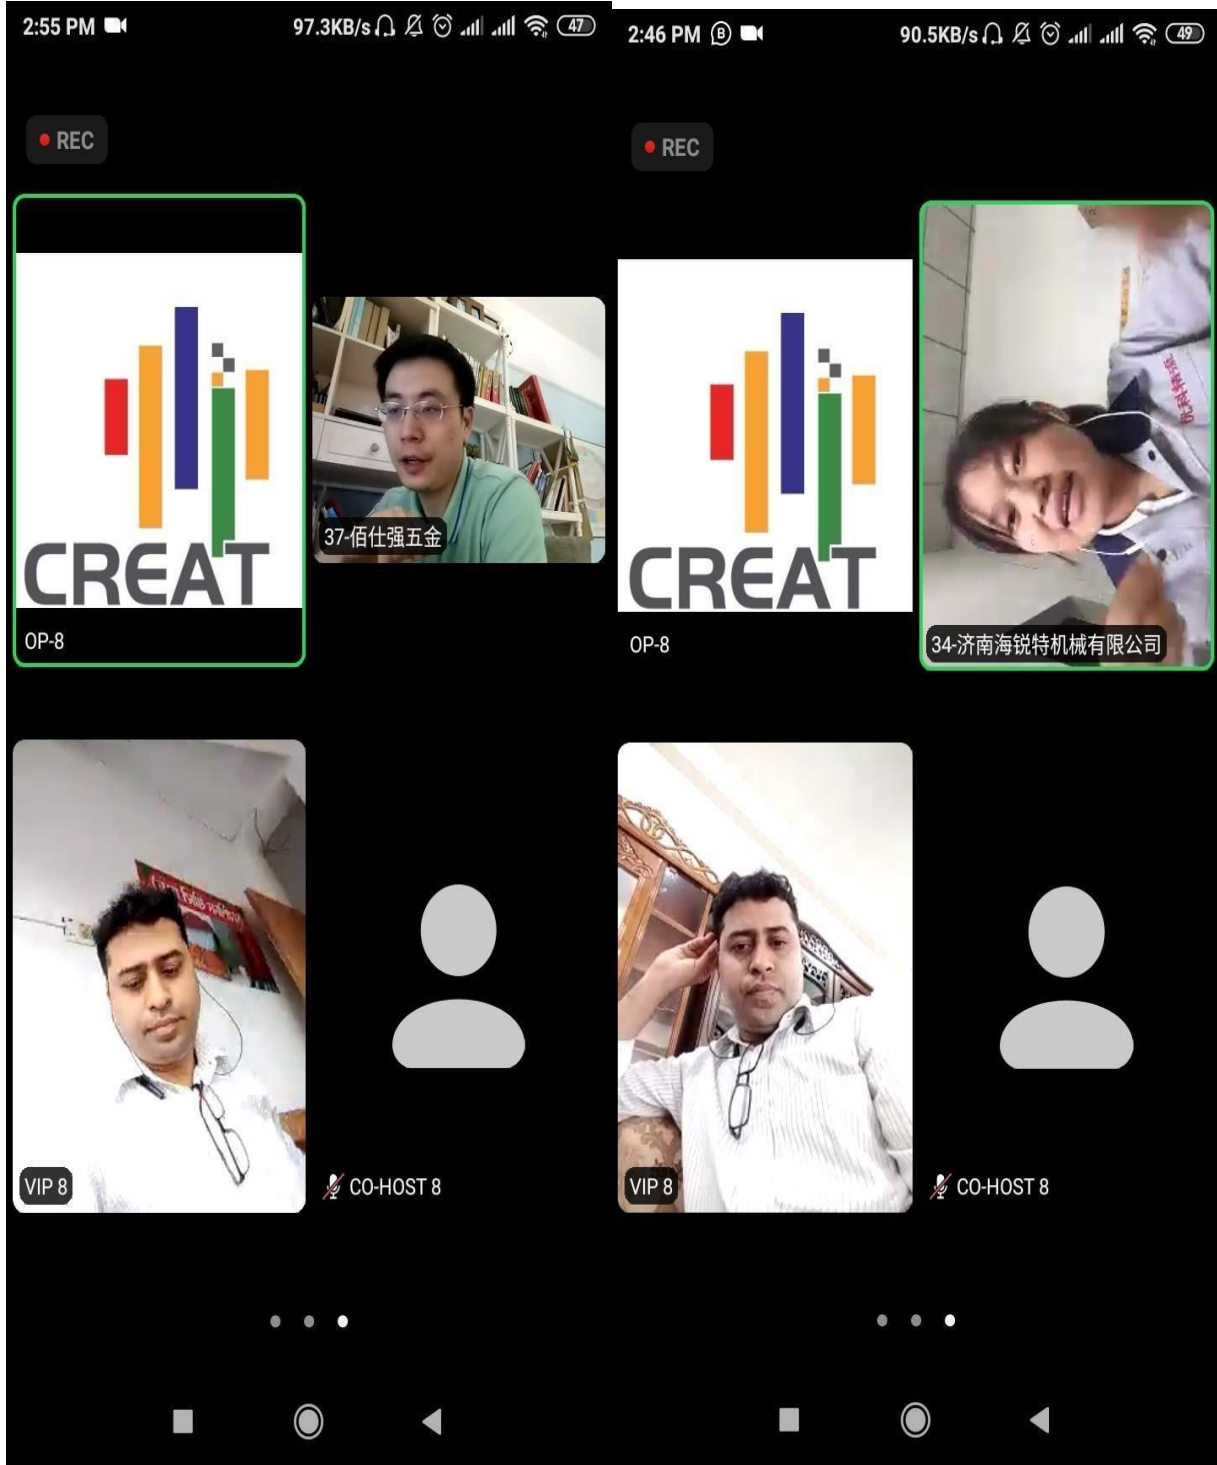 2:55 PM
97.3KB/s
47
REC
CREAT
OP-8
37-佰仕强五金
VIP 8
CO-HOST 8
2:46 PM
B
90.5KB/s
49
REC
CREAT
OP-8
34-济南海锐特机械有限公司
VIP 8
CO-HOST 8